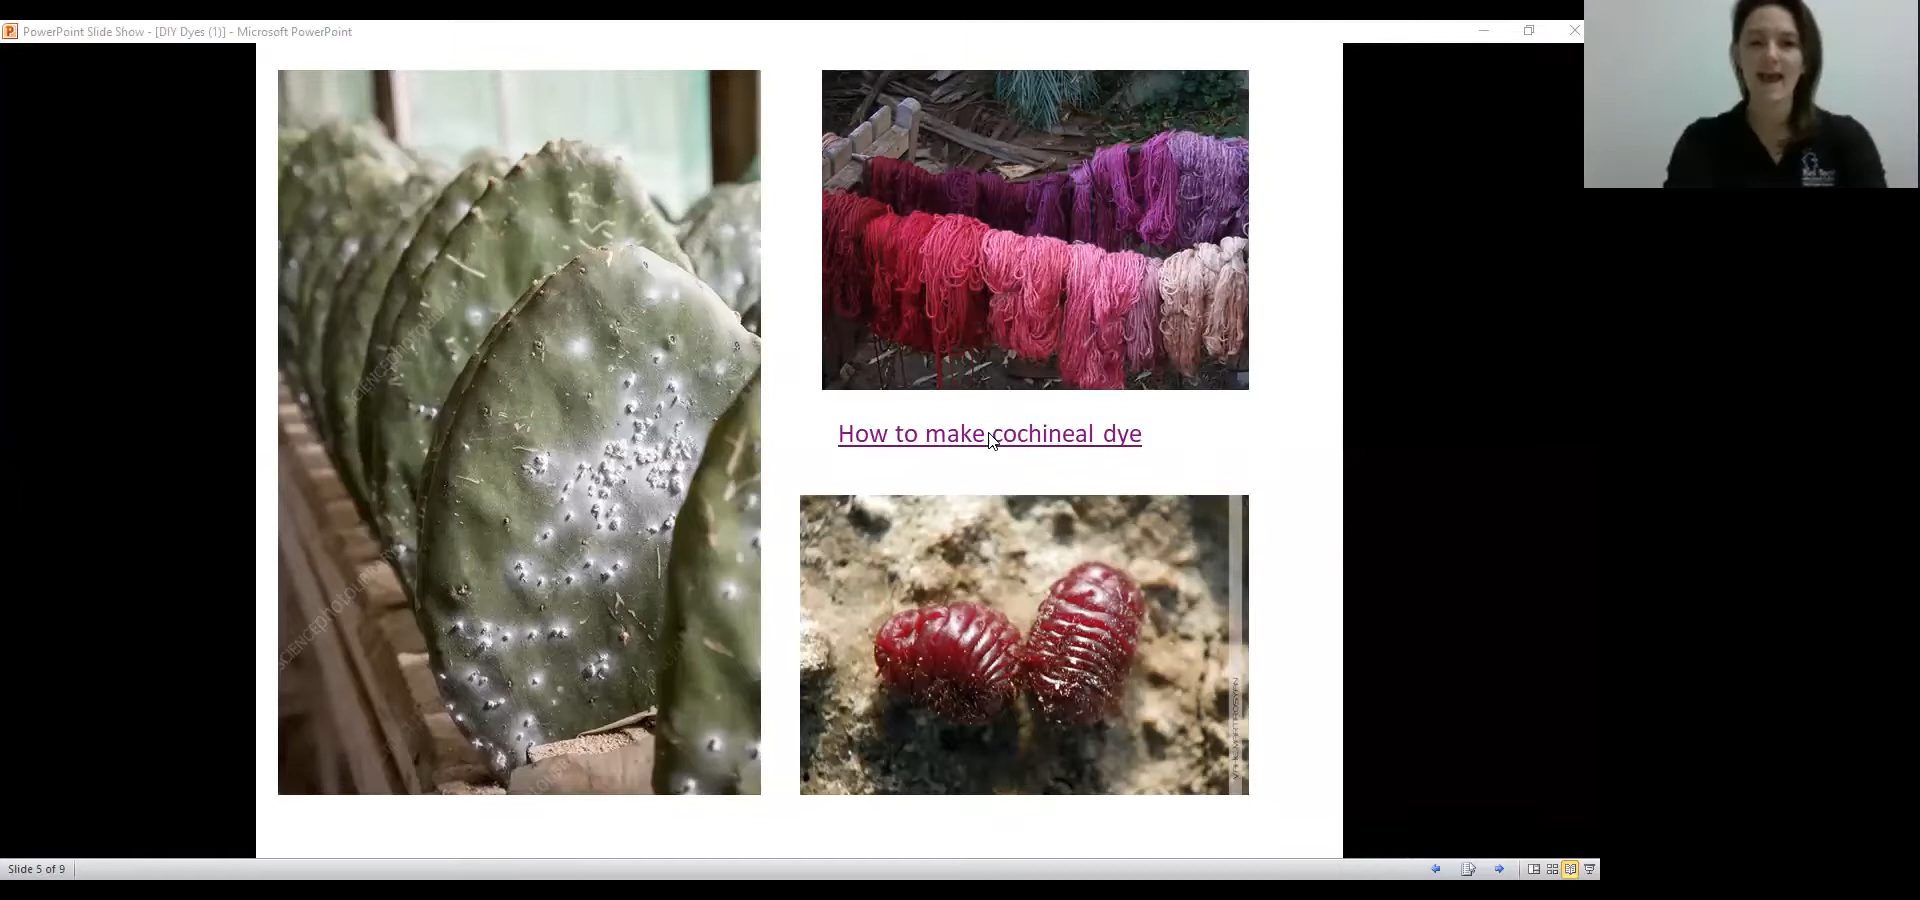 PowerPoint Slide Show - [DIY Dyes (1)] - Microsoft PowerPoint
How to make cochineal dye
Slide 5 of 9